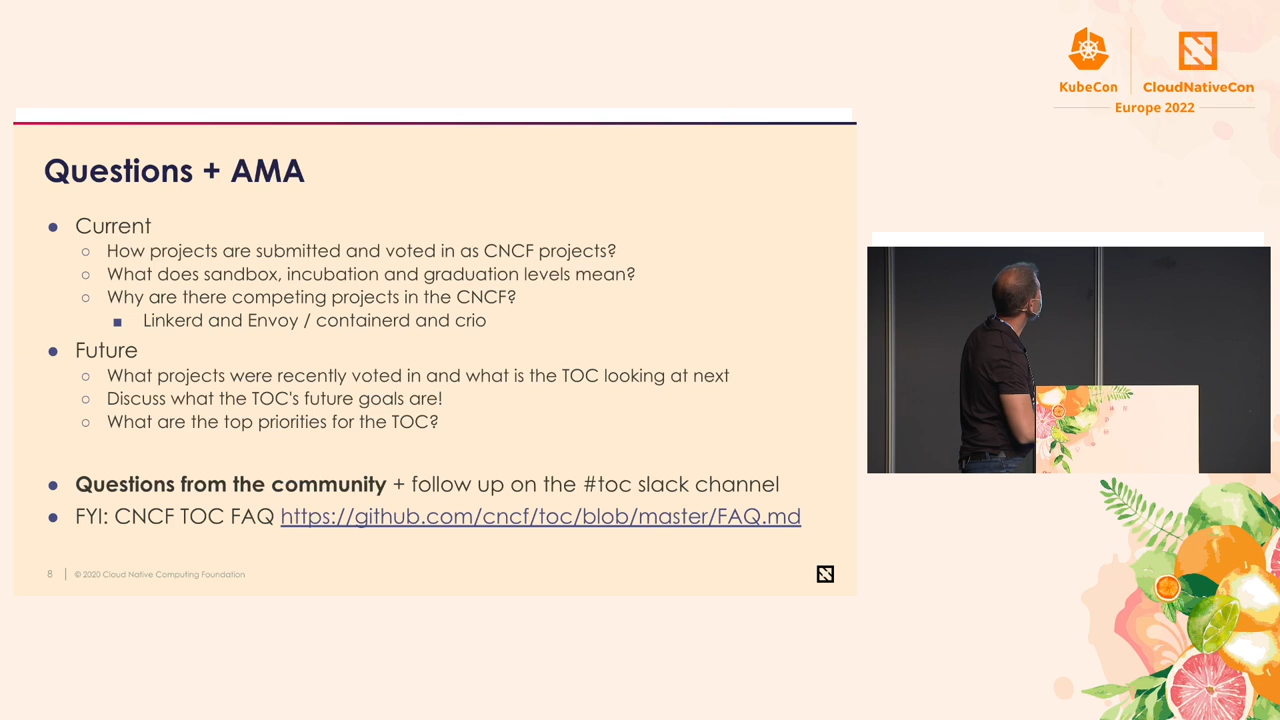 KubeCon
CloudNativeCon
Europe 2022
Questions + AMA
Current
How projects are submitted and voted in as CNCF projects?
What does sandbox, incubation and graduation levels mean?
Why are there competing projects in the CNCF?
Linkerd and Envoy / containerd and crio
Future
What projects were recently voted in and what is the TOC looking at next
Discuss what the TOC's future goals are!
What are the top priorities for the TOC?
Questions from the community + follow up on the #toc slack channel
FYI: CNCF TOC FAQ https://github.com/cncf/toc/blob/master/FAQ.md
8
© 2020 Cloud Native Computing Foundation